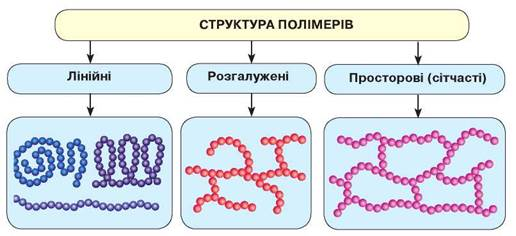 СТРУКТУРА ПОЛІМЕРІВ
Лінійні
Розгалужені
Просторові (сітчасті)